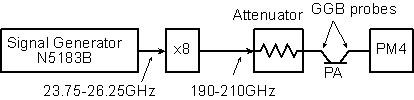 GGB probes
Attenuator
Signal Generator
N5183B
x8
PM4
PA
23.75-26.25GHz
190-210GHz